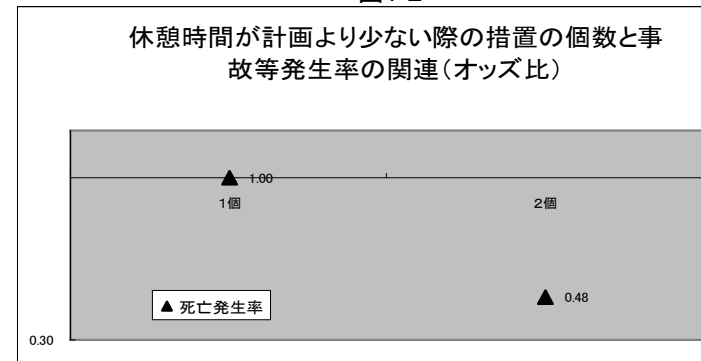 休憩時間が計画より少ない際の措置の個数と事
故等発生率の関連(オッズ比)
1.00
1個
2個
0.48
▲ 死亡発生率
0.30